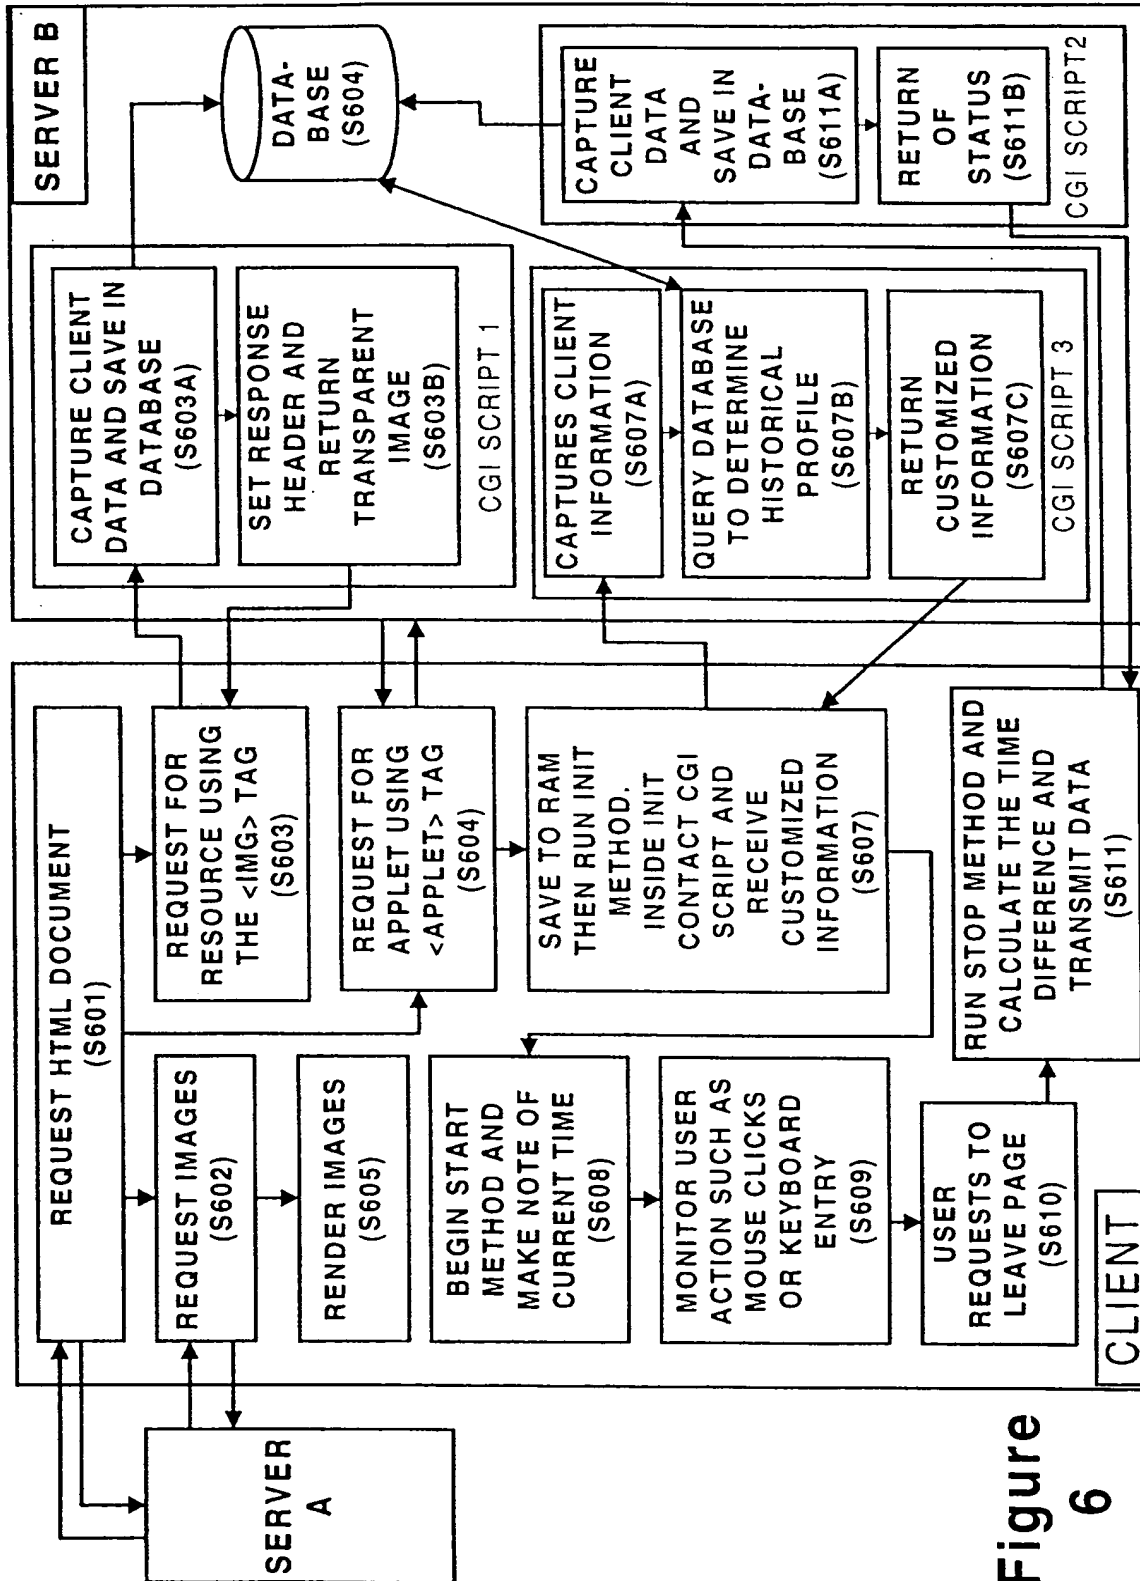 SERVER B
REQUEST HTML DOCUMENT
(S601)
REQUEST IMAGES
(S602)
RENDER IMAGES
(S605)
REQUEST FOR
RESOURCE USING
THE <IMG> TAG
(S603)
REQUEST FOR
APPLET USING
<APPLET> TAG
(S604)
SAVE TO RAM
THEN RUN INIT
METHOD.
INSIDE INIT
CONTACT CGI
SCRIPT AND
RECEIVE
CUSTOMIZED
INFORMATION
(S607)
BEGIN START
METHOD AND
MAKE NOTE OF
CURRENT TIME
(S608)
MONITOR USER
ACTION SUCH AS
MOUSE CLICKS
OR KEYBOARD
ENTRY
(S609)
USER
REQUESTS TO
LEAVE PAGE
(S610)
RUN STOP METHOD AND
CALCULATE THE TIME
DIFFERENCE AND
TRANSMIT DATA
(S611)
CLIENT
SERVER
A
CAPTURE CLIENT
DATA AND SAVE IN
DATABASE
(S603A)
SET RESPONSE
HEADER AND
RETURN
TRANSPARENT
IMAGE
(S603B)
CGI SCRIPT 1
DATA-
BASE
(S604)
CAPTURES CLIENT
INFORMATION
(S607A)
QUERY DATABASE
TO DETERMINE
HISTORICAL
PROFILE
(S607B)
RETURN
CUSTOMIZED
INFORMATION
(S607C)
CGI SCRIPT 3
CAPTURE
CLIENT
DATA
AND
SAVE IN
DATA-
BASE
(S611A)
RETURN
OF
STATUS
(S611B)
CGI SCRIPT2
Figure
6